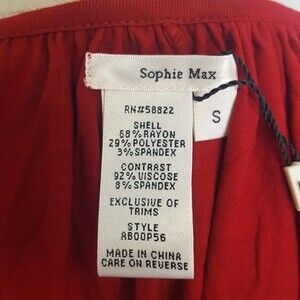 Sophie Max
S
RN#58822
SHELL
68% RAYON
29% POLYESTER
3% SPANDEX
CONTRAST
92% VISCOSE
8% SPANDEX
EXCLUSIVE OF
TRIMS
STYLE
AB00P56
MADE IN CHINA
CARE ON REVERSE